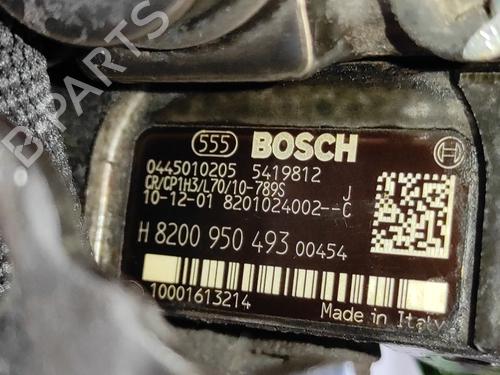 555 BOSCH
0445010205 5419812
CR/CP1H3/L70/10-789S J
10-12-01 8201024002--C
H 8200 950 493 00454
10001613214
Made in Italy
B PARTS